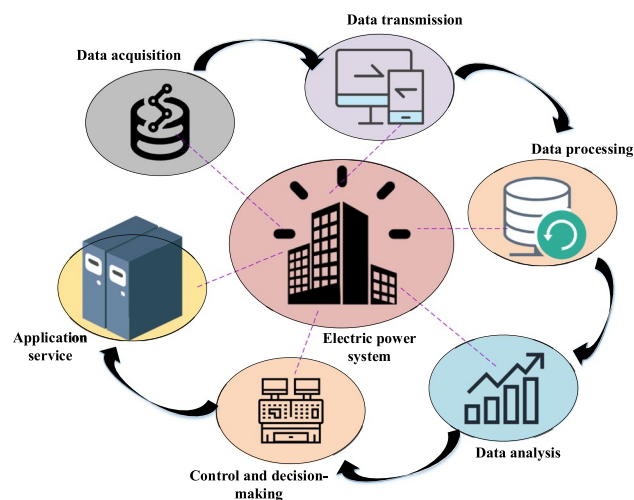 Data transmission
Data acquisition
Data processing
Application
service
Electric power
system
Data analysis
Control and decision-
making